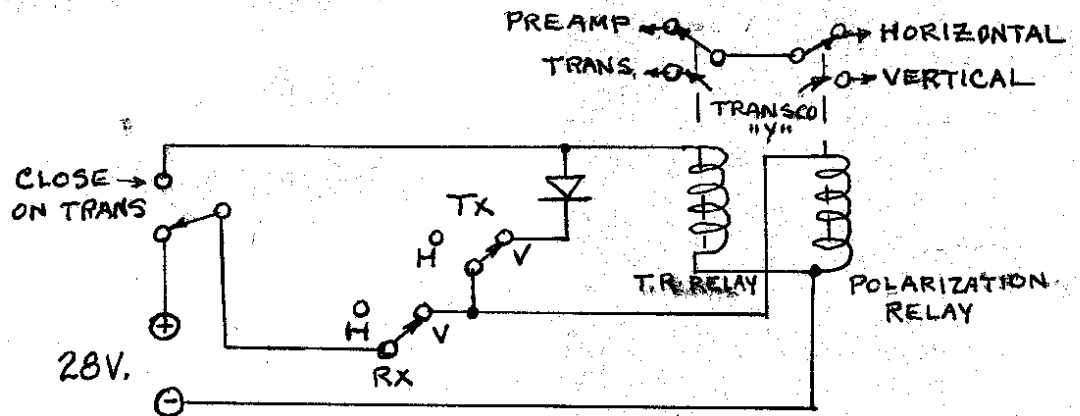 PREAMP
HORIZONTAL
TRANS.
VERTICAL
TRANSCO
"Y"
CLOSE
ON TRANS
TX
H
V
T.R. RELAY
POLARIZATION
RELAY
H
V
RX
+
28V.
-